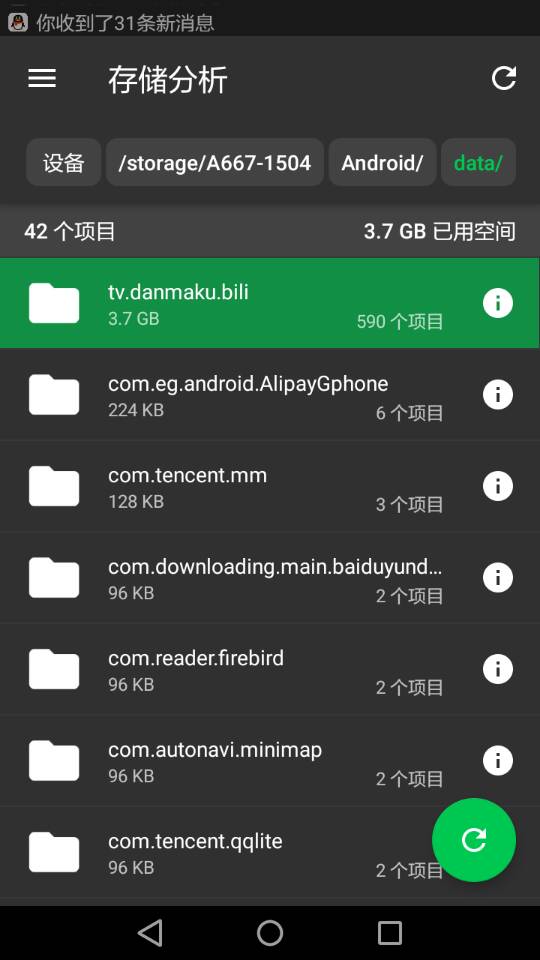 你收到了31条新消息
存储分析
设备 /storage/A667-1504 Android/ data/
42 个项目 3.7 GB 已用空间
tv.danmaku.bili
3.7 GB 590 个项目
com.eg.android.AlipayGphone
224 KB 6 个项目
com.tencent.mm
128 KB 3 个项目
com.downloading.main.baiduyund...
96 KB 2 个项目
com.reader.firebird
96 KB 2 个项目
com.autonavi.minimap
96 KB 2 个项目
com.tencent.qqlite
96 KB 2 个项目